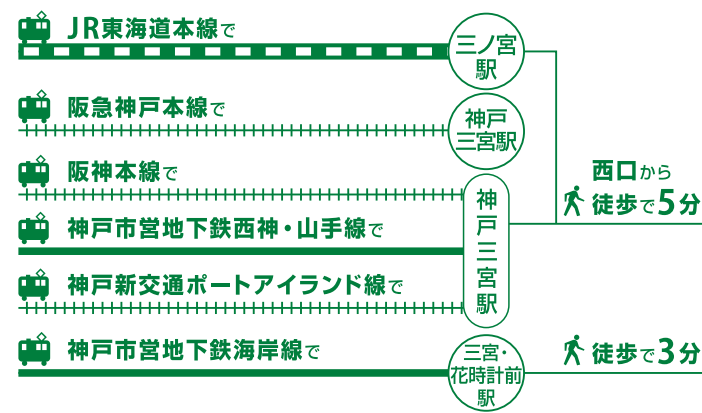 JR東海道本線で
三ノ宮
駅
阪急神戸本線で
神戸
三宮駅
阪神本線で
神戸市営地下鉄西神・山手線で
神戸新交通ポートアイランド線で
神戸三宮駅
西口から
徒歩で5分
神戸市営地下鉄海岸線で
三宮・
花時計前
駅
徒歩で3分